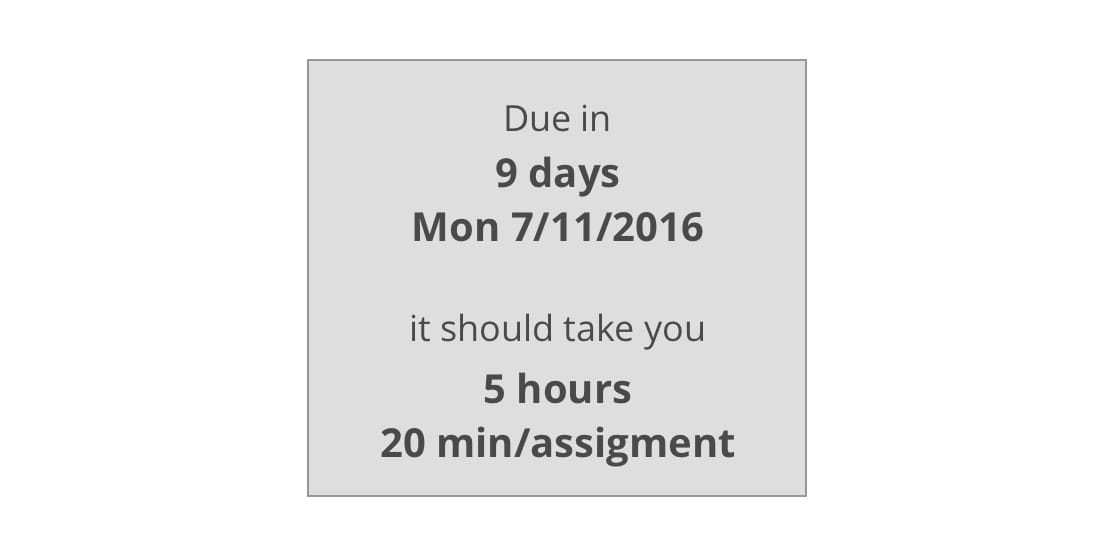 Due in
9 days
Mon 7/11/2016
it should take you
5 hours
20 min/assigment